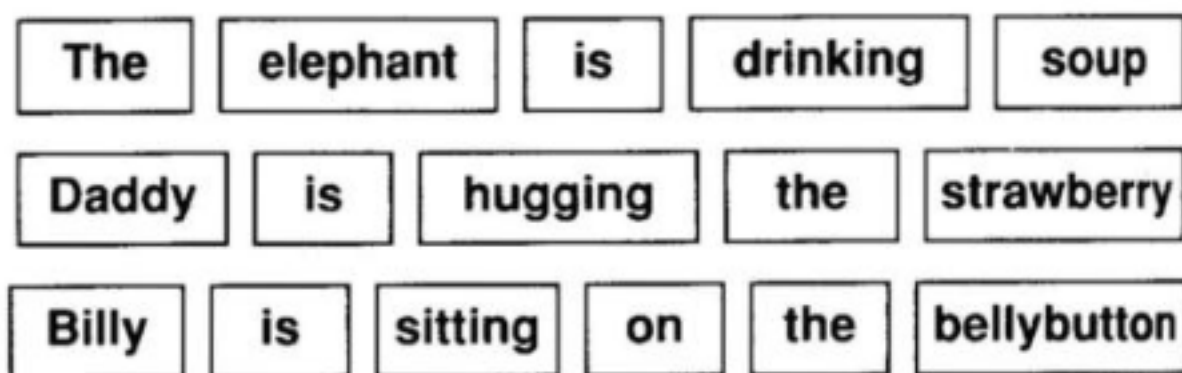 The elephant is drinking soup
Daddy is hugging the strawberry
Billy is sitting on the bellybutton